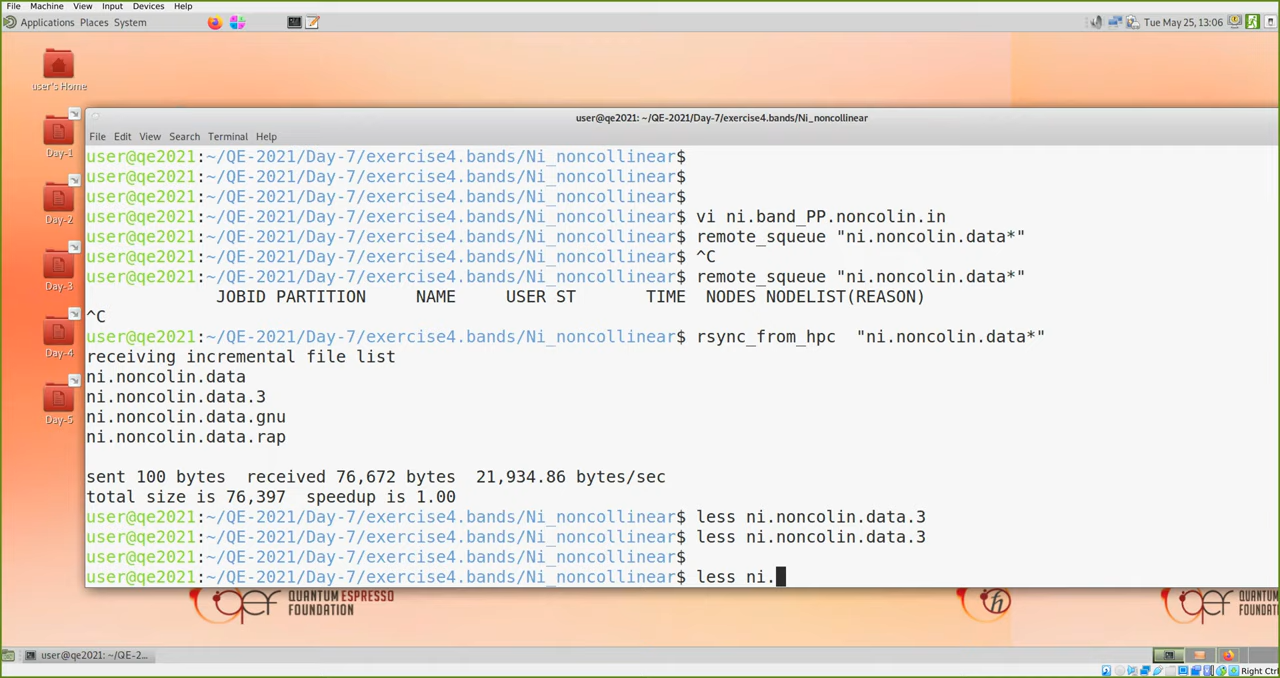 File Machine View Input Devices Help
Applications Places System
Tue May 25, 13:06
user's Home
Day-1
Day-2
Day-3
Day-4
Day-5
user@qe2021: ~/QE-2021/Day-7/exercise4.bands/Ni_noncollinear
File Edit View Search Terminal Help
user@qe2021:~/QE-2021/Day-7/exercise4.bands/Ni_noncollinear$
user@qe2021:~/QE-2021/Day-7/exercise4.bands/Ni_noncollinear$
user@qe2021:~/QE-2021/Day-7/exercise4.bands/Ni_noncollinear$
user@qe2021:~/QE-2021/Day-7/exercise4.bands/Ni_noncollinear$ vi ni.band_PP.noncolin.in
user@qe2021:~/QE-2021/Day-7/exercise4.bands/Ni_noncollinear$ remote_squeue "ni.noncolin.data*"
user@qe2021:~/QE-2021/Day-7/exercise4.bands/Ni_noncollinear$ ^C
user@qe2021:~/QE-2021/Day-7/exercise4.bands/Ni_noncollinear$ remote_squeue "ni.noncolin.data*"
JOBID PARTITION NAME USER ST TIME NODES NODELIST(REASON)
^C
user@qe2021:~/QE-2021/Day-7/exercise4.bands/Ni_noncollinear$ rsync_from_hpc "ni.noncolin.data*"
receiving incremental file list
ni.noncolin.data
ni.noncolin.data.3
ni.noncolin.data.gnu
ni.noncolin.data.rap
sent 100 bytes received 76,672 bytes 21,934.86 bytes/sec
total size is 76,397 speedup is 1.00
user@qe2021:~/QE-2021/Day-7/exercise4.bands/Ni_noncollinear$ less ni.noncolin.data.3
user@qe2021:~/QE-2021/Day-7/exercise4.bands/Ni_noncollinear$ less ni.noncolin.data.3
user@qe2021:~/QE-2021/Day-7/exercise4.bands/Ni_noncollinear$
user@qe2021:~/QE-2021/Day-7/exercise4.bands/Ni_noncollinear$ less ni.
QUANTUM ESPRESSO
FOUNDATION
user@qe2021: ~/QE-2...
Right Ctrl